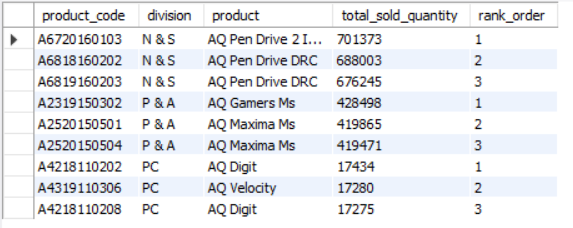 product_code division product total_sold_quantity rank_order
A6720160103 N & S AQ Pen Drive 2 I... 701373 1
A6818160202 N & S AQ Pen Drive DRC 688003 2
A6819160203 N & S AQ Pen Drive DRC 676245 3
A2319150302 P & A AQ Gamers Ms 428498 1
A2520150501 P & A AQ Maxima Ms 419865 2
A2520150504 P & A AQ Maxima Ms 419471 3
A4218110202 PC AQ Digit 17434 1
A4319110306 PC AQ Velocity 17280 2
A4218110208 PC AQ Digit 17275 3